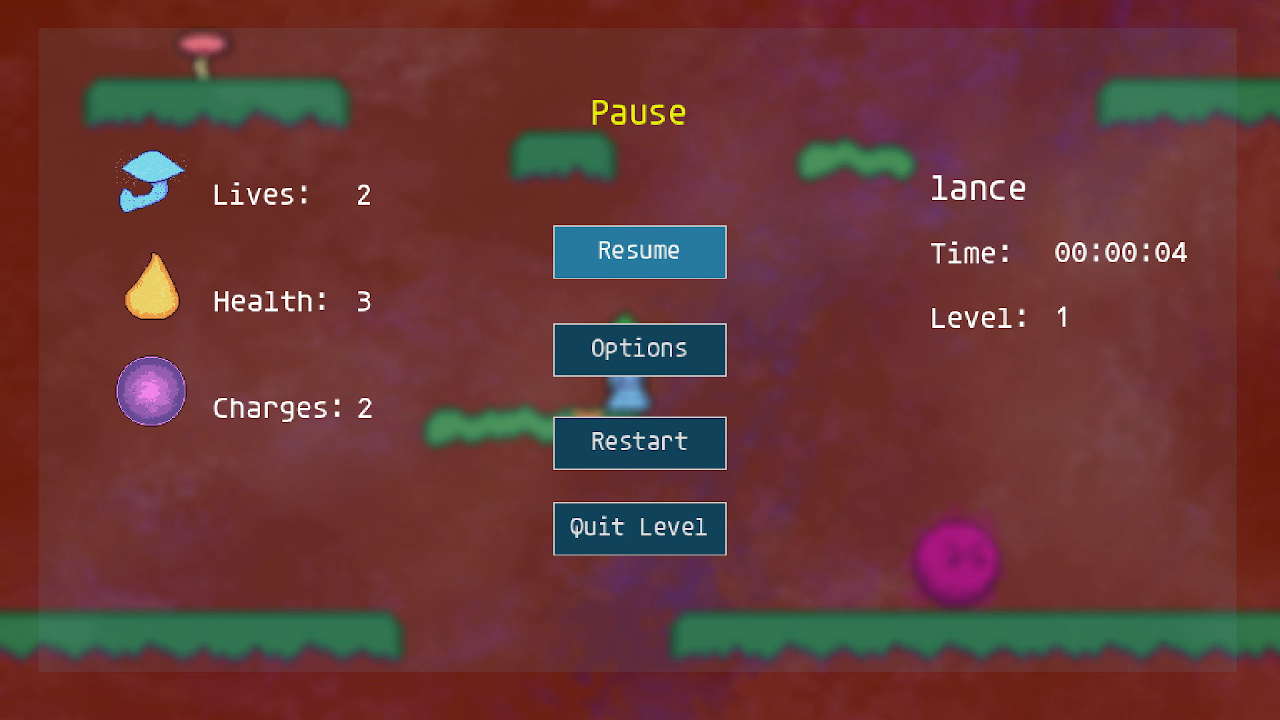 Pause
Lives: 2
Health: 3
Charges: 2
Resume
Options
Restart
Quit Level
lance
Time: 00:00:04
Level: 1